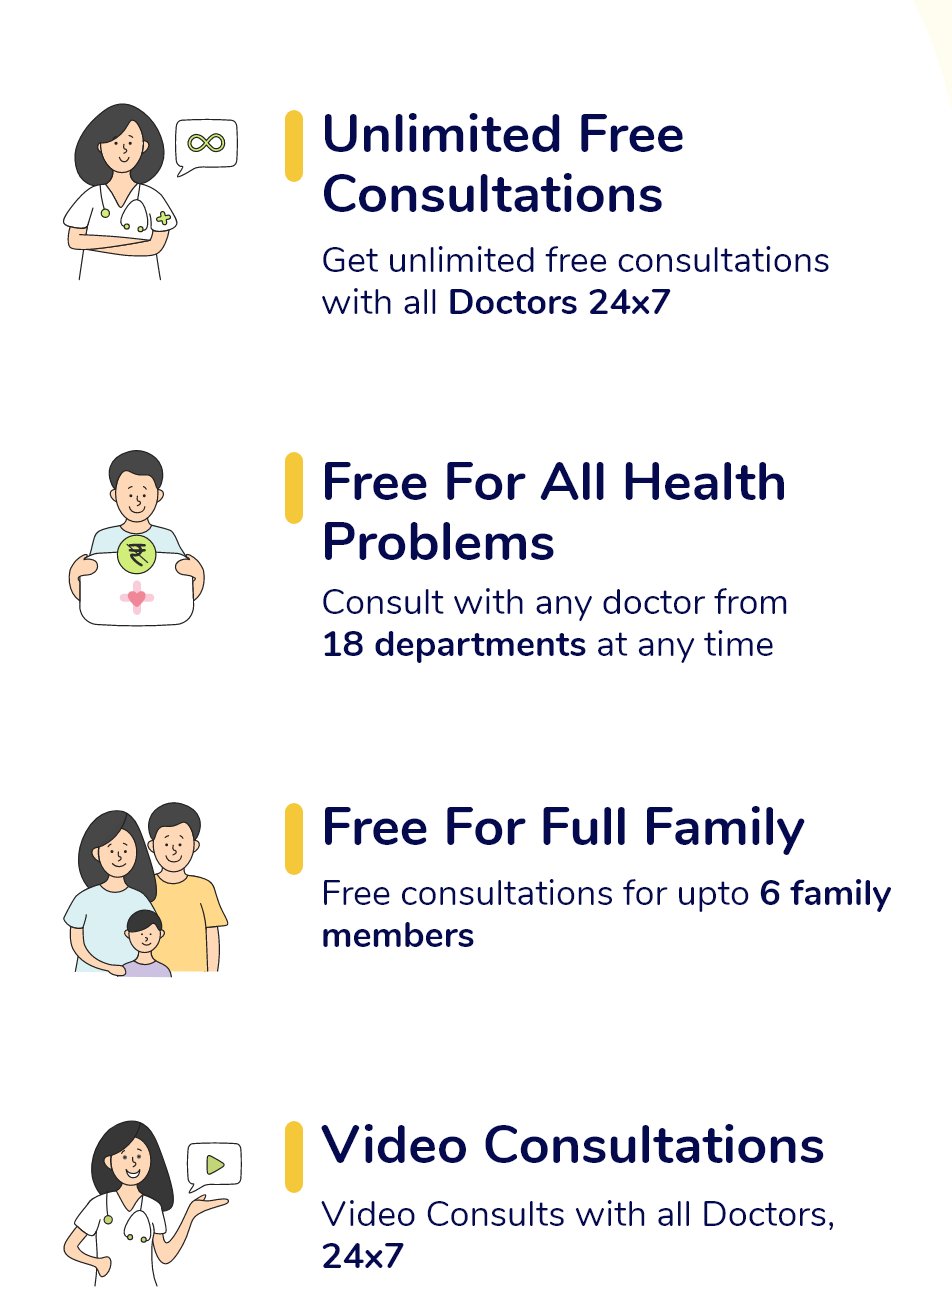 Unlimited Free
Consultations
Get unlimited free consultations
with all Doctors 24x7
Free For All Health
Problems
₹
Consult with any doctor from
18 departments at any time
Free For Full Family
Free consultations for upto 6 family
members
Video Consultations
Video Consults with all Doctors,
24x7